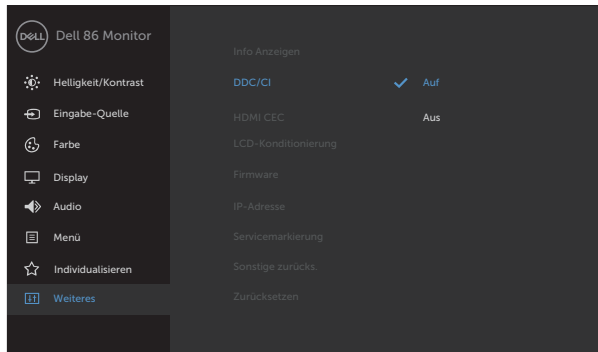 DELL Dell 86 Monitor
Helligkeit/Kontrast
Eingabe-Quelle
Farbe
Display
Audio
Menü
Individualisieren
Weiteres
Info Anzeigen
DDC/CI Auf
HDMI CEC Aus
LCD-Konditionierung
Firmware
IP-Adresse
Servicemarkierung
Sonstige zurücks.
Zurücksetzen